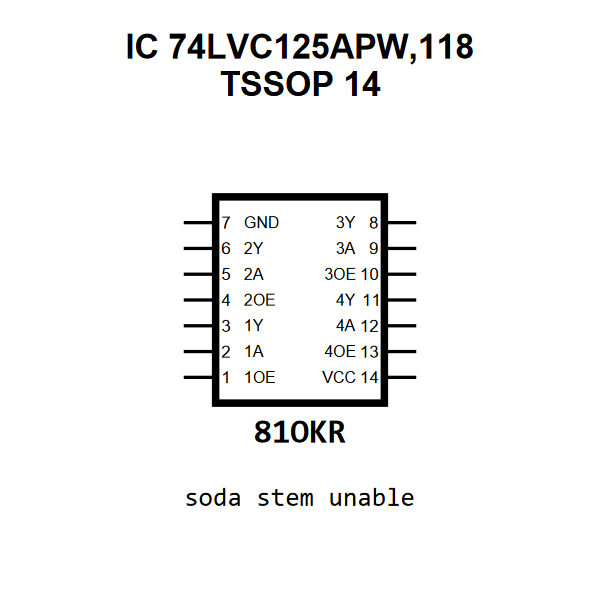 IC 74LVC125APW,118
TSSOP 14
7 GND 3Y 8
6 2Y 3A 9
5 2A 3OE 10
4 2OE 4Y 11
3 1Y 4A 12
2 1A 4OE 13
1 1OE VCC 14
810KR
soda stem unable